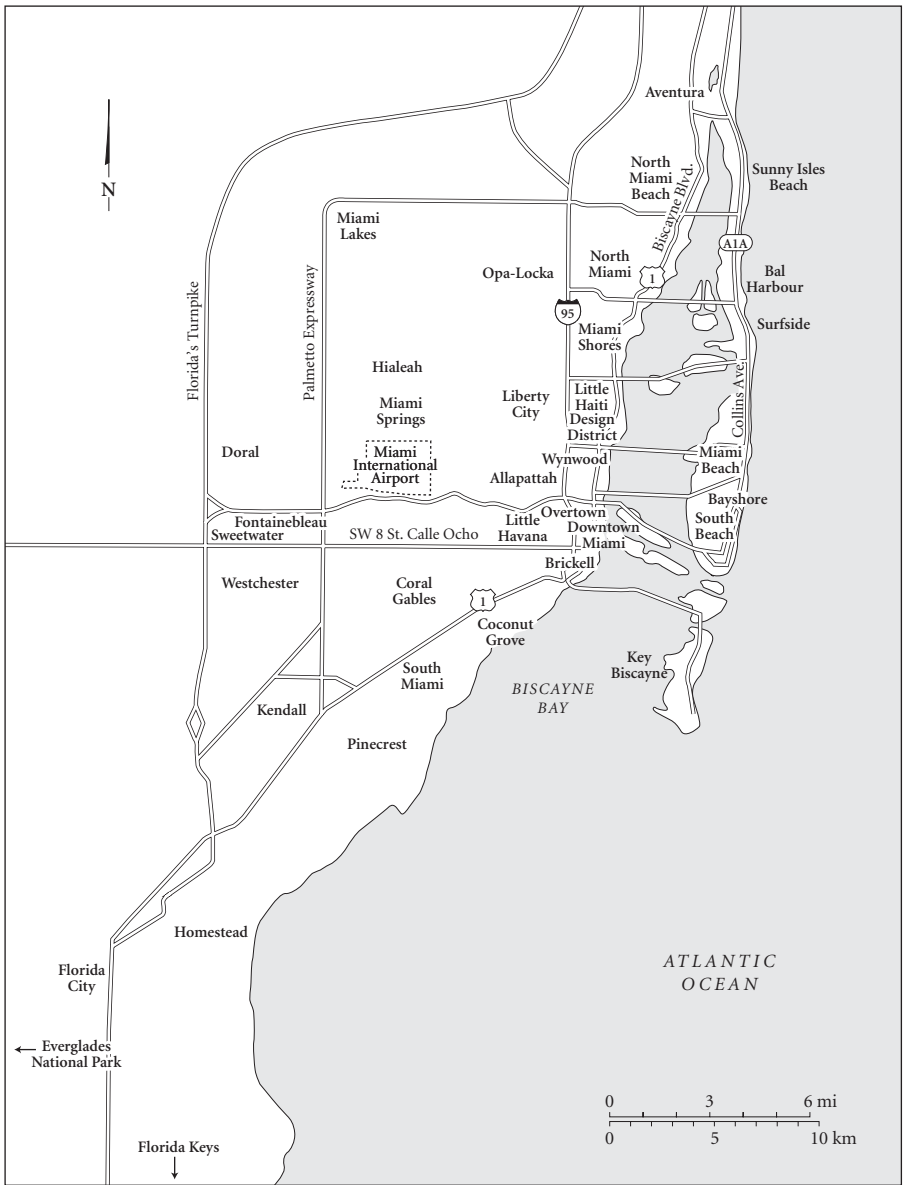 Aventura
North
Miami
Beach
Sunny Isles
Beach
N
Miami
Lakes
Biscayne Blvd.
A1A
North
Miami
1
Opa-Locka
Bal
Harbour
95
Florida's Turnpike
Palmetto Expressway
Miami
Shores
Surfside
Hialeah
Collins Ave.
Miami
Springs
Liberty
City
Little
Haiti
Design
District
Doral
Miami
International
Airport
Wynwood
Miami
Beach
Allapattah
Bayshore
Fontainebleau
Sweetwater
SW 8 St. Calle Ocho
Little
Havana
Overtown
Downtown
Miami
South
Beach
Brickell
Westchester
Coral
Gables
1
Coconut
Grove
South
Miami
Key
Biscayne
BISCAYNE
BAY
Kendall
Pinecrest
Homestead
Florida
City
ATLANTIC
OCEAN
Everglades
National Park
0 3 6 mi
0 5 10 km
Florida Keys